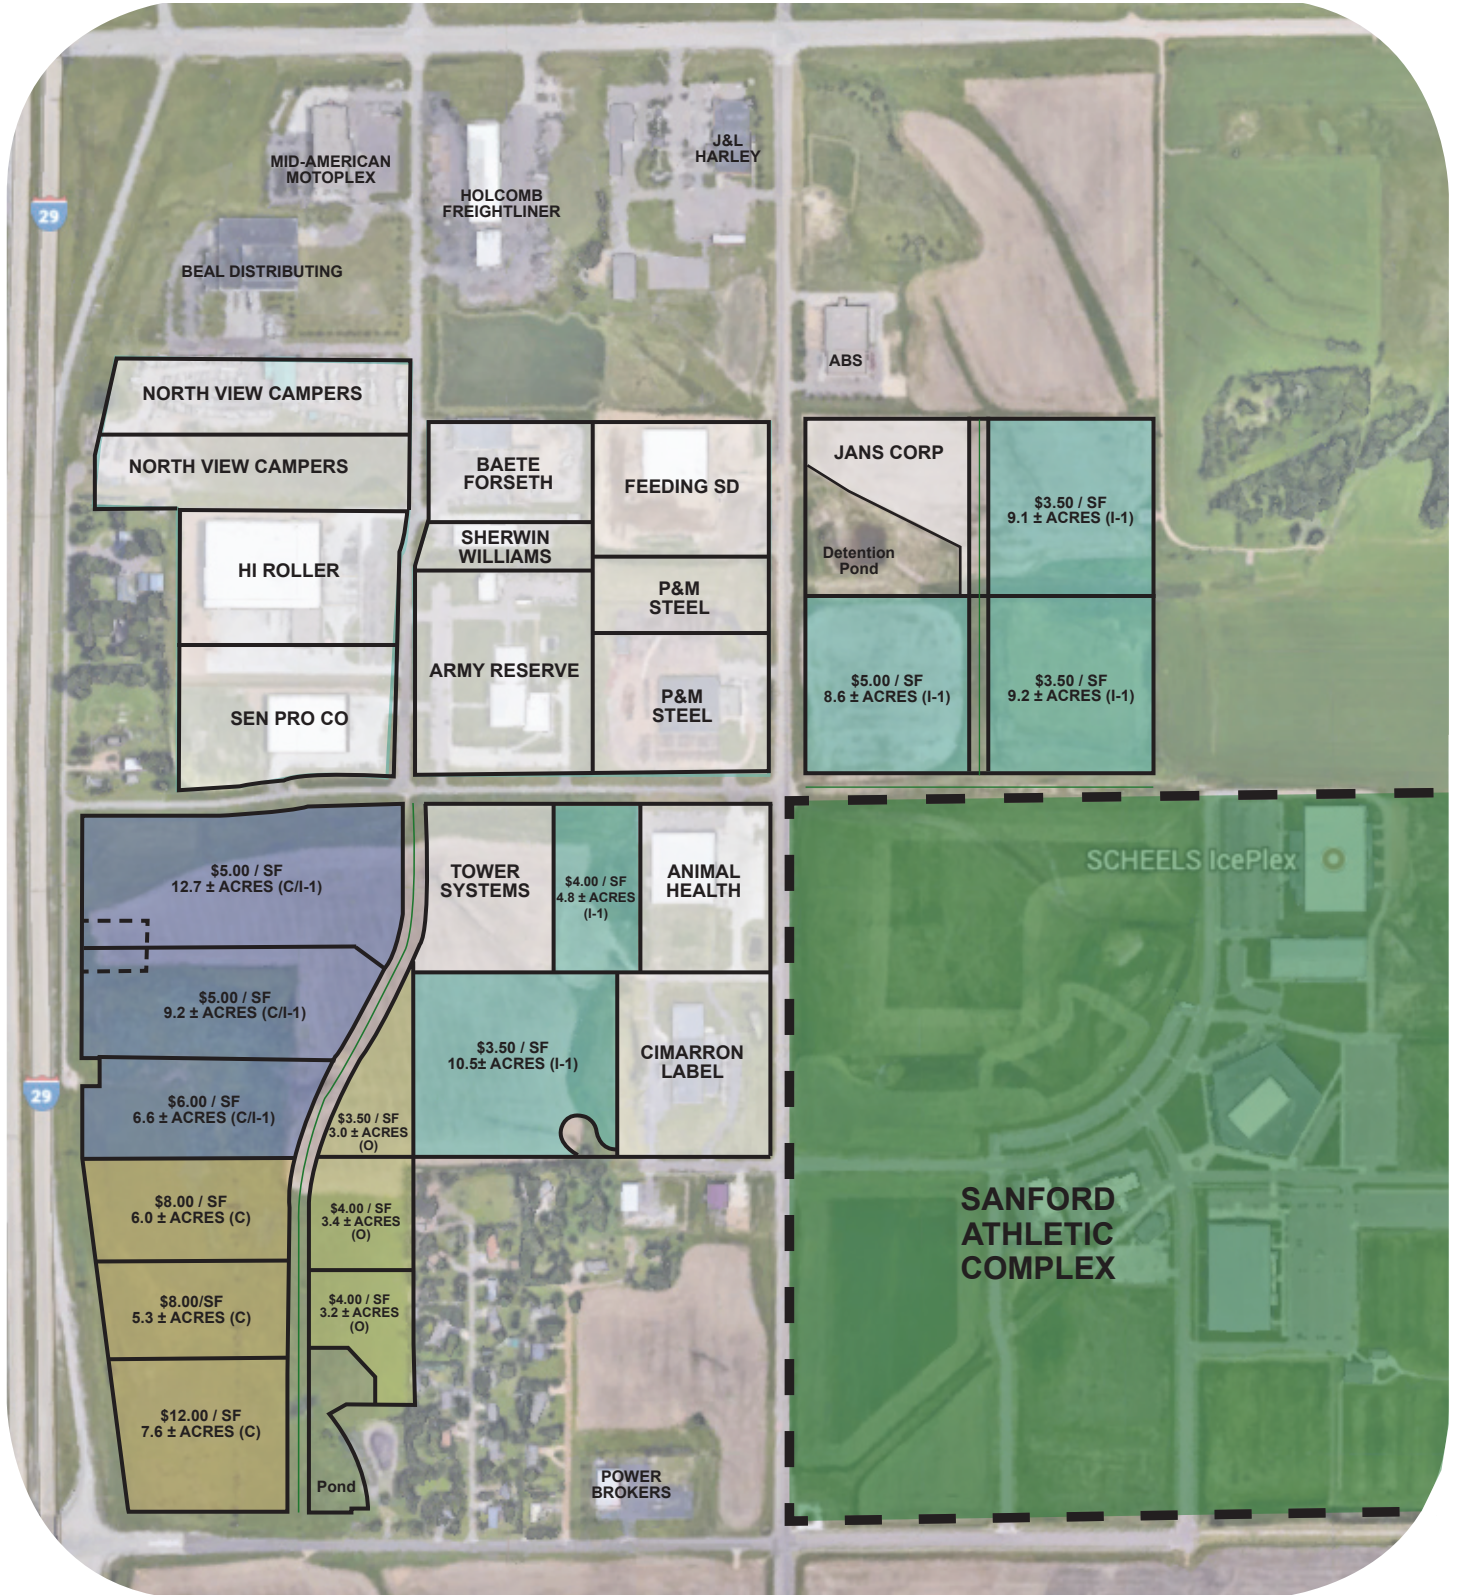 MID-AMERICAN
MOTOPLEX
J&L
HARLEY
HOLCOMB
FREIGHTLINER
29
BEAL DISTRIBUTING
ABS
NORTH VIEW CAMPERS
NORTH VIEW CAMPERS
BAETE
FORSETH
FEEDING SD
JANS CORP
$3.50 / SF
9.1 ± ACRES (I-1)
SHERWIN
WILLIAMS
Detention
Pond
HI ROLLER
P&M
STEEL
ARMY RESERVE
P&M
STEEL
$5.00 / SF
8.6 ± ACRES (I-1)
$3.50 / SF
9.2 ± ACRES (I-1)
SEN PRO CO
$5.00 / SF
12.7 ± ACRES (C/I-1)
TOWER
SYSTEMS
$4.00 / SF
4.8 ± ACRES
(I-1)
ANIMAL
HEALTH
SCHEELS IcePlex
$5.00 / SF
9.2 ± ACRES (C/I-1)
$3.50 / SF
10.5± ACRES (I-1)
CIMARRON
LABEL
29
$6.00 / SF
6.6 ± ACRES (C/I-1)
$3.50 / SF
3.0 ± ACRES
(O)
$8.00 / SF
6.0 ± ACRES (C)
$4.00 / SF
3.4 ± ACRES
(O)
SANFORD
ATHLETIC
COMPLEX
$8.00/SF
5.3 ± ACRES (C)
$4.00 / SF
3.2 ± ACRES
(O)
$12.00 / SF
7.6 ± ACRES (C)
Pond
POWER
BROKERS